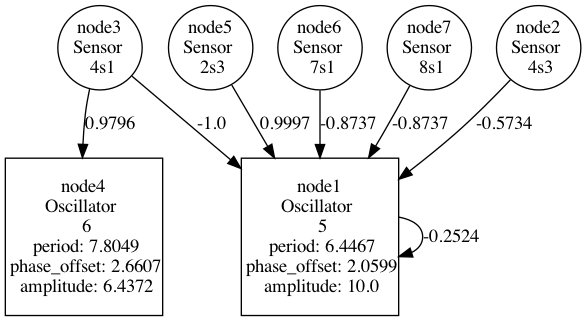 node3
Sensor
4s1
node5
Sensor
2s3
node6
Sensor
7s1
node7
Sensor
8s1
node2
Sensor
4s3
0.9796
-1.0
0.9997
-0.8737
-0.8737
-0.5734
node4
Oscillator
6
period: 7.8049
phase_offset: 2.6607
amplitude: 6.4372
node1
Oscillator
5
period: 6.4467
phase_offset: 2.0599
amplitude: 10.0
-0.2524